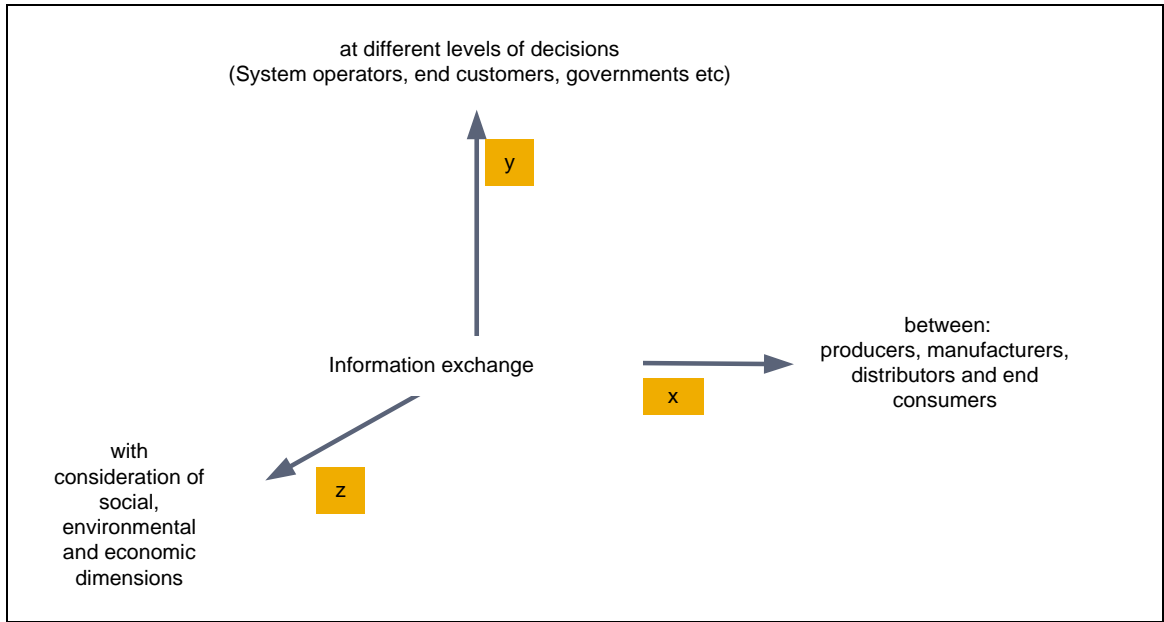 at different levels of decisions
(System operators, end customers, governments etc)
y
between:
producers, manufacturers,
distributors and end
consumers
Information exchange
x
with
consideration of
social,
environmental
and economic
dimensions
z